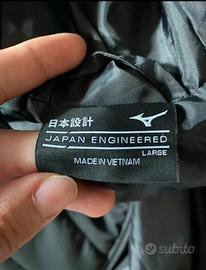 日本設計
JAPAN ENGINEERED
LARGE
MADE IN VIETNAM
subito